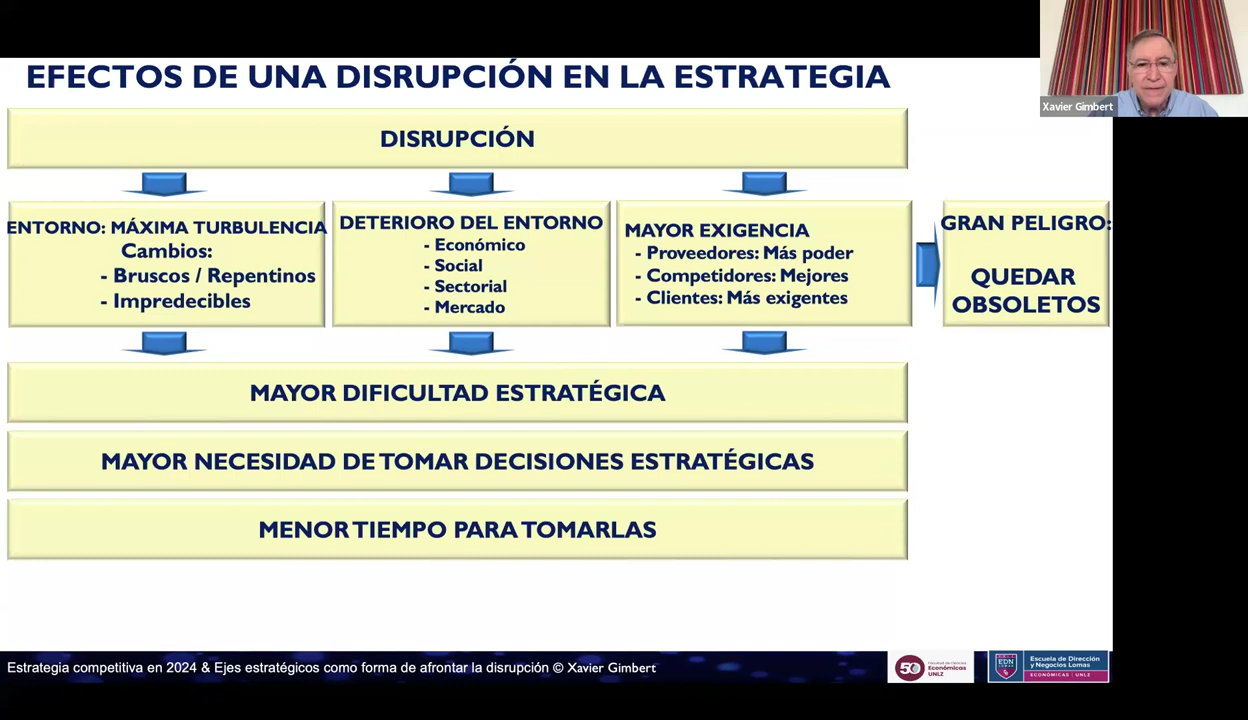 EFECTOS DE UNA DISRUPCIÓN EN LA ESTRATEGIA
Xavier Gimbert
DISRUPCIÓN
ENTORNO: MÁXIMA TURBULENCIA
Cambios:
- Bruscos / Repentinos
- Impredecibles
DETERIORO DEL ENTORNO
- Económico
- Social
- Sectorial
- Mercado
MAYOR EXIGENCIA
- Proveedores: Más poder
- Competidores: Mejores
- Clientes: Más exigentes
GRAN PELIGRO:
QUEDAR
OBSOLETOS
MAYOR DIFICULTAD ESTRATÉGICA
MAYOR NECESIDAD DE TOMAR DECISIONES ESTRATÉGICAS
MENOR TIEMPO PARA TOMARLAS
Estrategia competitiva en 2024 & Ejes estratégicos como forma de afrontar la disrupción © Xavier Gimbert
50
Facultad de Ciencias
Económicas
UNLZ
EDN
LOMAS
Escuela de Dirección
y Negocios Lomas
ECONÓMICAS | UNLZ